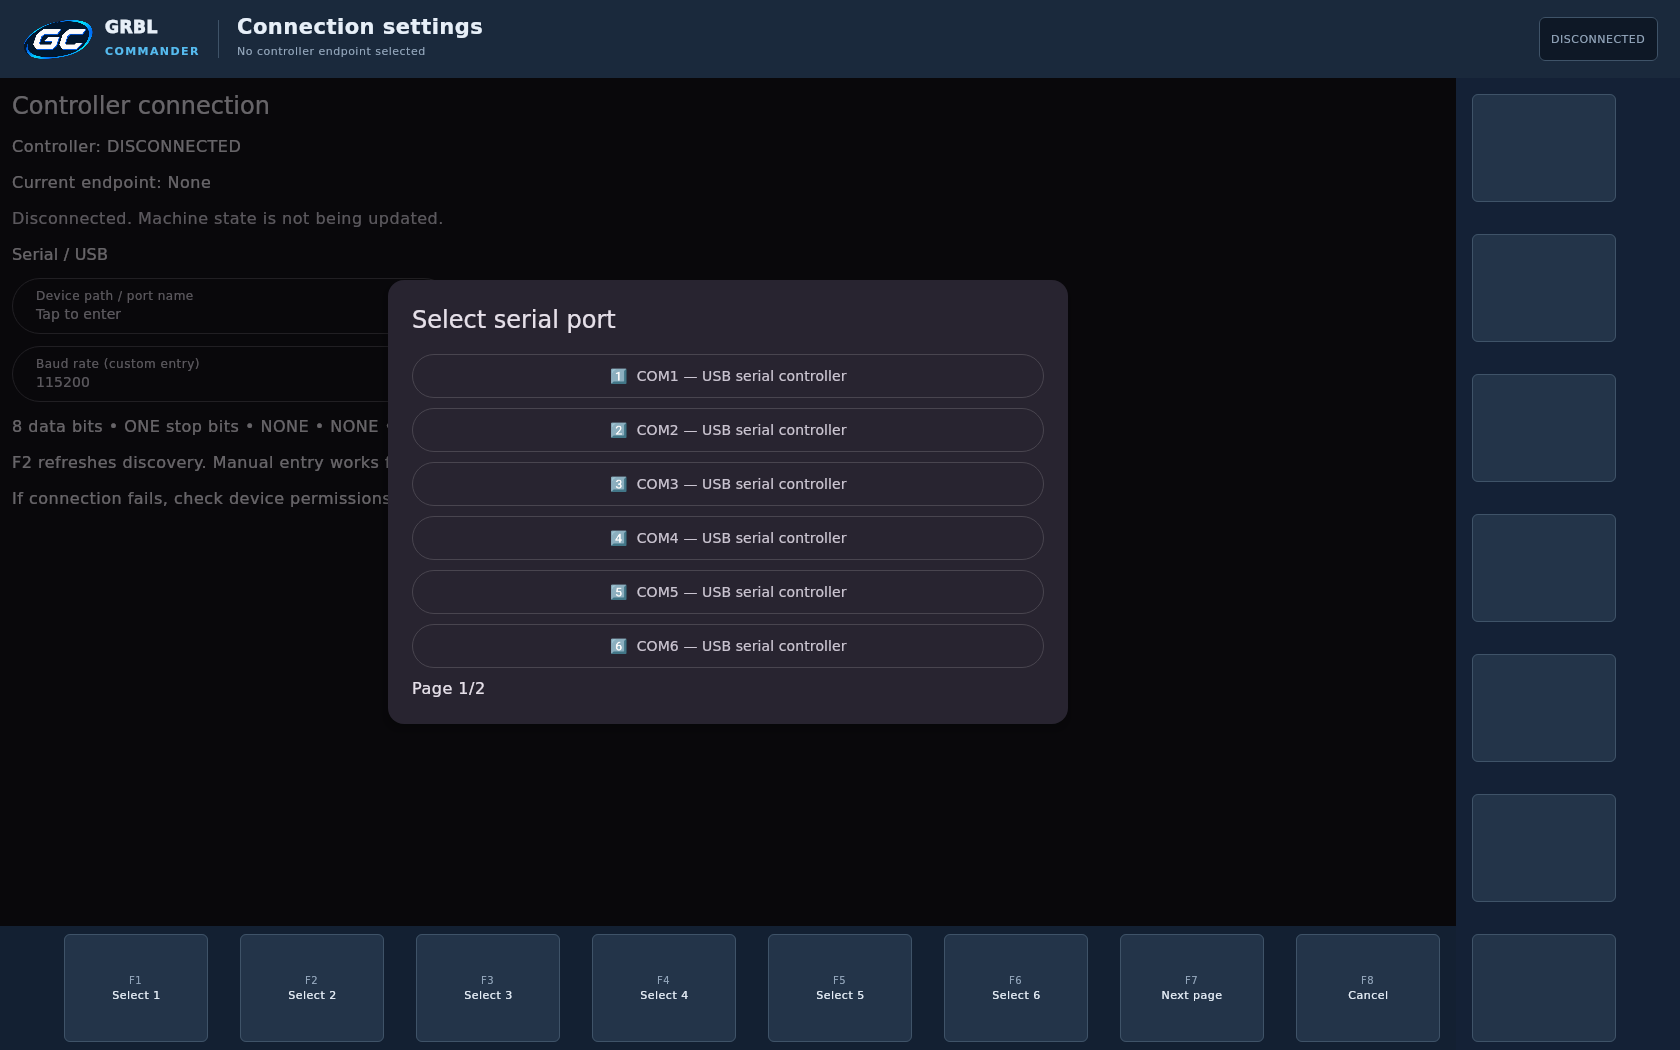 GC
GRBL
COMMANDER
Connection settings
No controller endpoint selected
DISCONNECTED
Controller connection
Controller: DISCONNECTED
Current endpoint: None
Disconnected. Machine state is not being updated.
Serial / USB
Device path / port name
Tap to enter
Baud rate (custom entry)
115200
8 data bits • ONE stop bits • NONE • NONE •
F2 refreshes discovery. Manual entry works
If connection fails, check device permissions
Select serial port
1 COM1 — USB serial controller
2 COM2 — USB serial controller
3 COM3 — USB serial controller
4 COM4 — USB serial controller
5 COM5 — USB serial controller
6 COM6 — USB serial controller
Page 1/2
F1
Select 1
F2
Select 2
F3
Select 3
F4
Select 4
F5
Select 5
F6
Select 6
F7
Next page
F8
Cancel